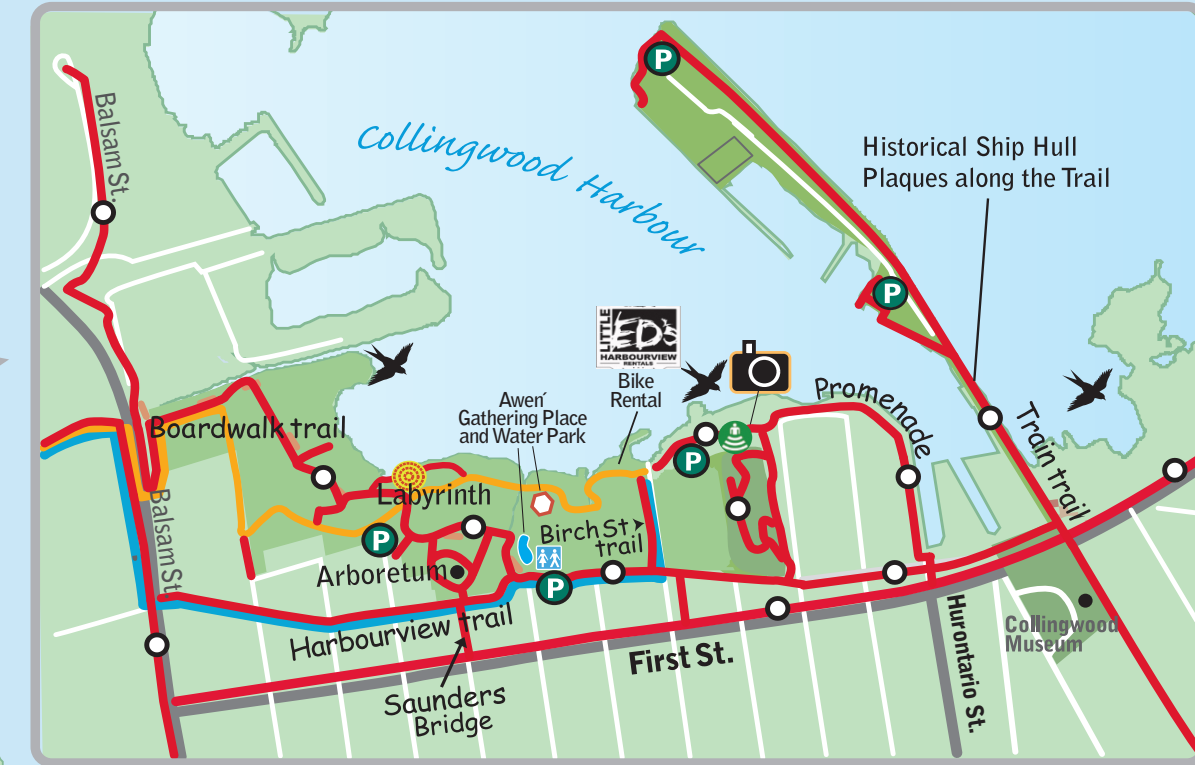 P
Balsam St.
Collingwood Harbour
Historical Ship Hull
Plaques along the Trail
P
LITTLE
ED's
HARBOURVIEW
RENTALS
Bike
Rental
Awen'
Gathering Place
and Water Park
Promenade
Boardwalk trail
Train trail
P
Labyrinth
Balsam St.
P
Birch St.
trail
Arboretum
P
Harbourview trail
First St.
Saunders
Bridge
Hurontario St.
Collingwood
Museum